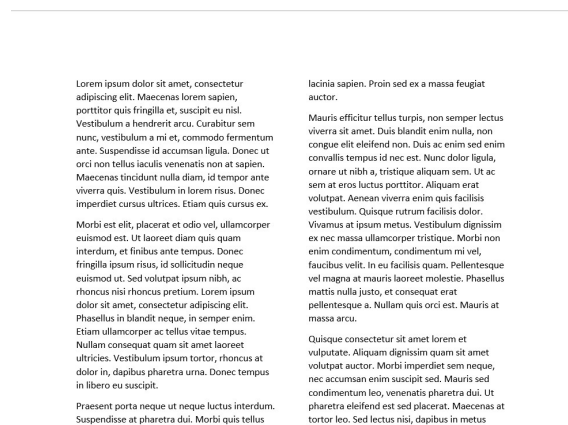 Lorem ipsum dolor sit amet, consectetur
adipiscing elit. Maecenas lorem sapien,
porttitor quis fringilla et, suscipit eu nisl.
Vestibulum a hendrerit arcu. Curabitur sem
nunc, vestibulum a mi et, commodo fermentum
ante. Suspendisse id accumsan ligula. Donec ut
orci non tellus iaculis venenatis non at sapien.
Maecenas tincidunt nulla diam, id tempor ante
viverra quis. Vestibulum in lorem risus. Donec
imperdiet cursus ultrices. Etiam quis cursus ex.
Morbi est elit, placerat et odio vel, ullamcorper
euismod est. Ut laoreet diam quis quam
interdum, et finibus ante tempus. Donec
fringilla ipsum risus, id sollicitudin neque
euismod ut. Sed volutpat ipsum nibh, ac
rhoncus nisi rhoncus pretium. Lorem ipsum
dolor sit amet, consectetur adipiscing elit.
Phasellus in blandit neque, in semper enim.
Etiam ullamcorper ac tellus vitae tempus.
Nullam consequat quam sit amet laoreet
ultricies. Vestibulum ipsum tortor, rhoncus at
dolor in, dapibus pharetra urna. Donec tempus
in libero eu suscipit.
Praesent porta neque ut neque luctus interdum.
Suspendisse at pharetra dui. Morbi quis tellus
lacinia sapien. Proin sed ex a massa feugiat
auctor.
Mauris efficitur tellus turpis, non semper lectus
viverra sit amet. Duis blandit enim nulla, non
congue elit eleifend non. Duis ac enim sed enim
convallis tempus id nec est. Nunc dolor ligula,
ornare ut nibh a, tristique aliquam sem. Ut ac
sem at eros luctus porttitor. Aliquam erat
volutpat. Aenean viverra enim quis facilisis
vestibulum. Quisque rutrum facilisis dolor.
Vivamus at ipsum metus. Vestibulum dignissim
ex nec massa ullamcorper tristique. Morbi non
enim condimentum, condimentum mi vel,
faucibus velit. In eu facilisis quam. Pellentesque
vel magna at mauris laoreet molestie. Phasellus
mattis nulla justo, et consequat erat
pellentesque a. Nullam quis orci est. Mauris at
massa arcu.
Quisque consectetur sit amet lorem et
vulputate. Aliquam dignissim quam sit amet
volutpat auctor. Morbi imperdiet sem neque,
nec accumsan enim suscipit sed. Mauris sed
condimentum leo, venenatis pharetra dui. Ut
pharetra eleifend est sed placerat. Maecenas at
tortor leo. Sed lectus nisi, dapibus in metus